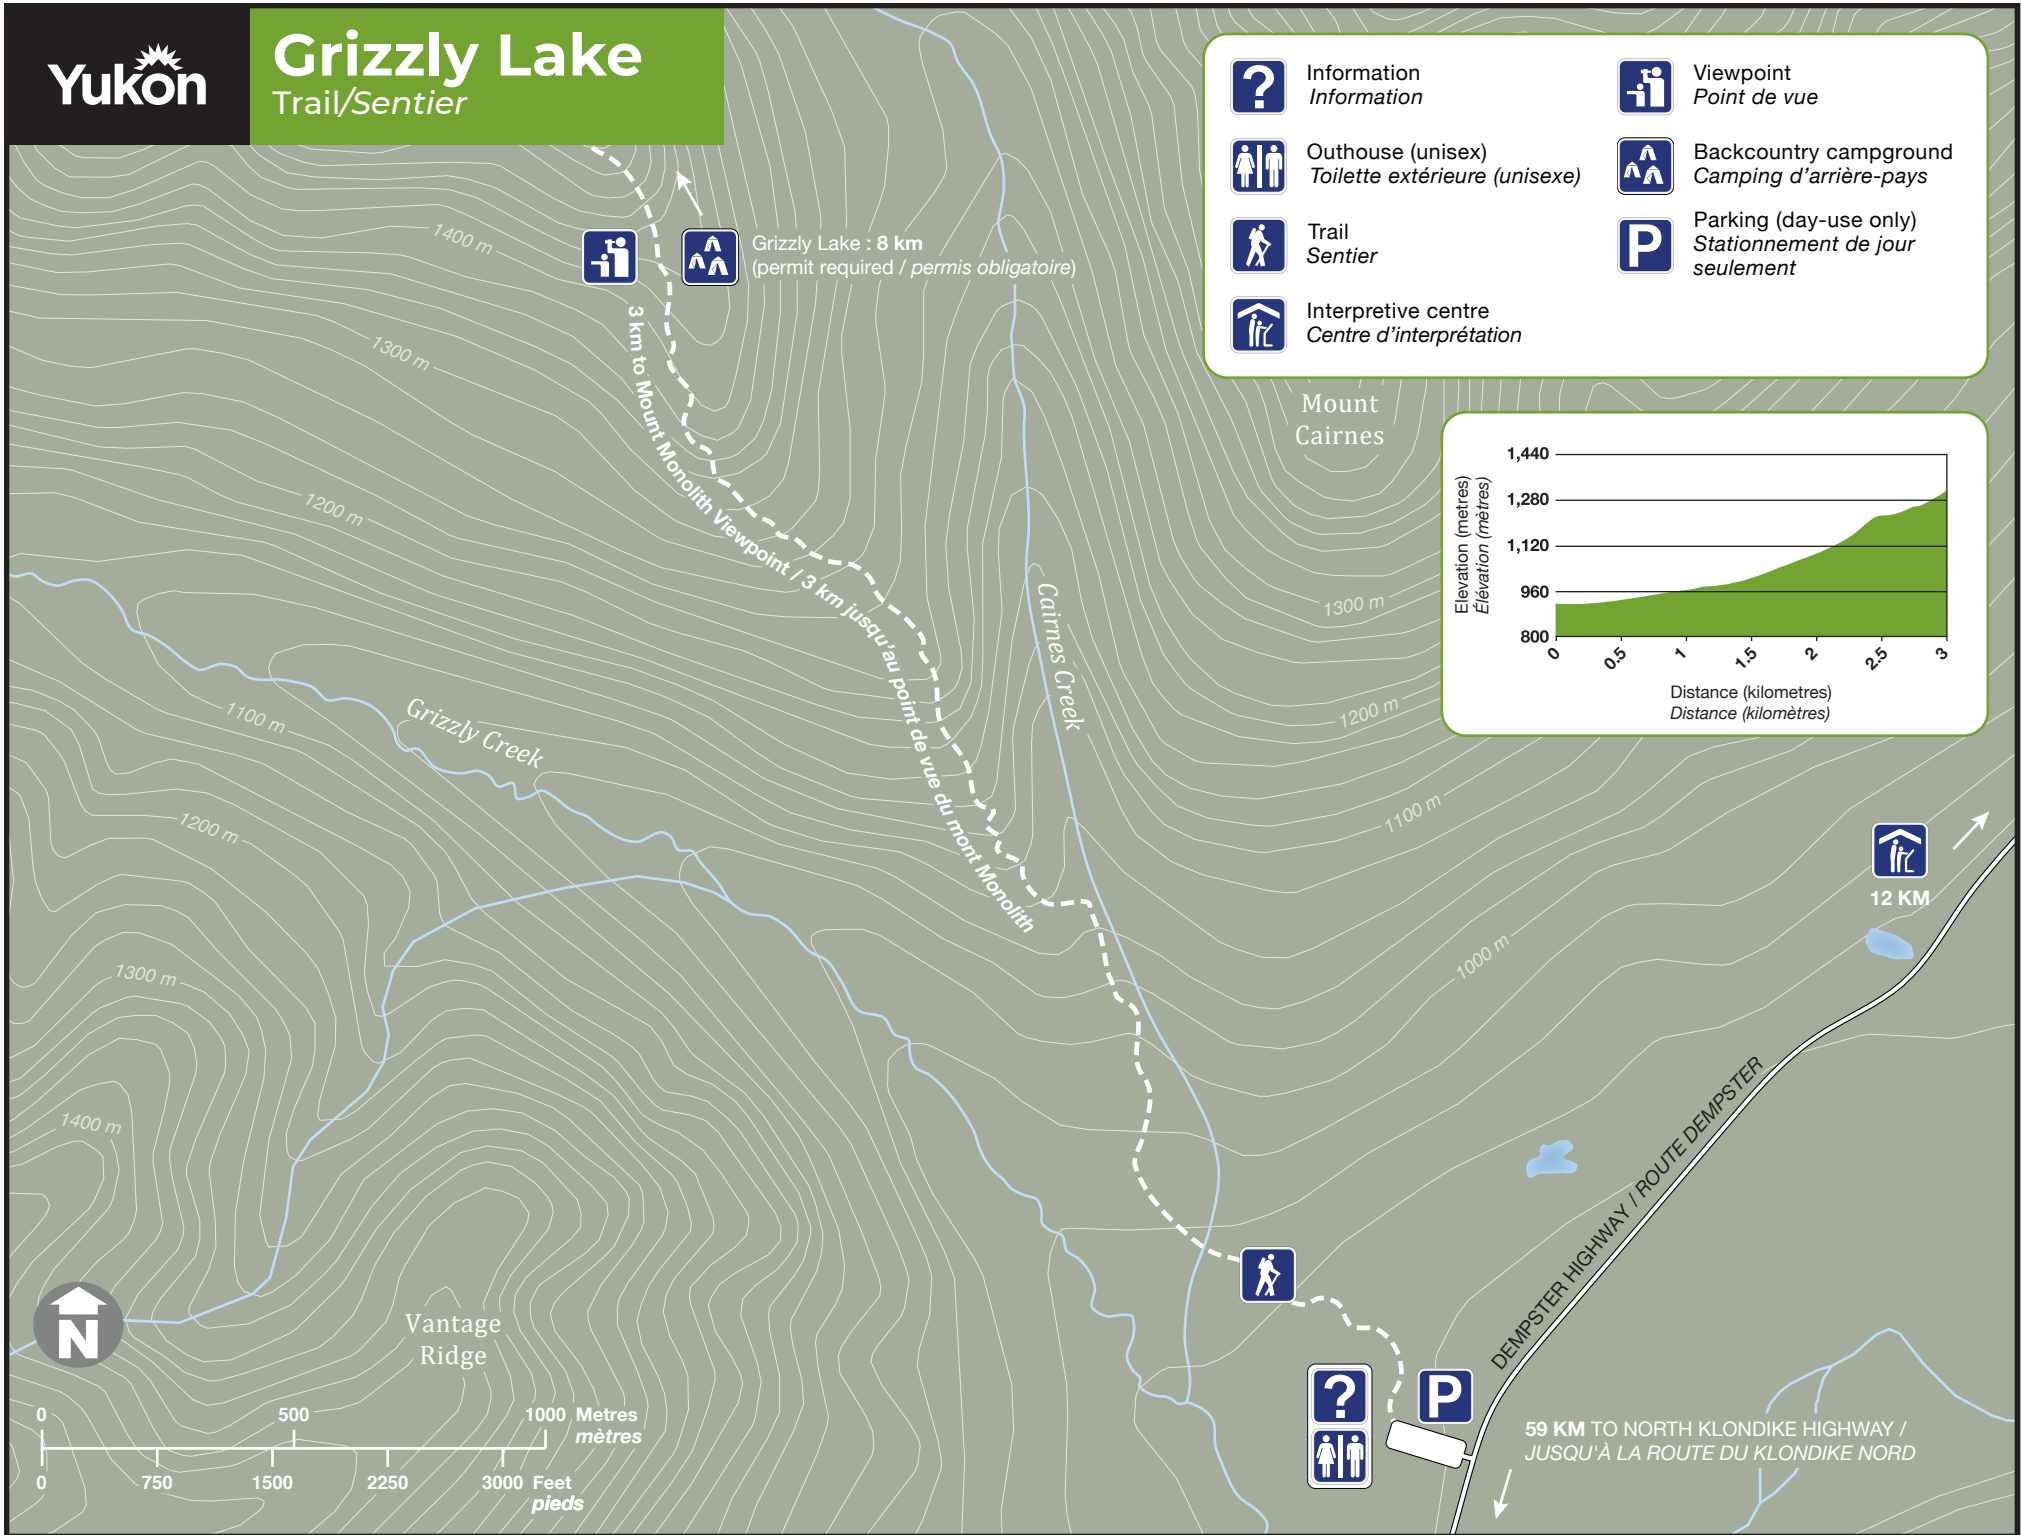 Yukon
Grizzly Lake
Trail/Sentier
Information
Information
Outhouse (unisex)
Toilette extérieure (unisexe)
Trail
Sentier
Interpretive centre
Centre d'interprétation
Viewpoint
Point de vue
Backcountry campground
Camping d'arrière-pays
P
Parking (day-use only)
Stationnement de jour
seulement
?
Grizzly Lake : 8 km
(permit required / permis obligatoire)
1400 m
1300 m
1200 m
3 km to Mount Monolith Viewpoint / 3 km jusqu'au point de vue du mont Monolith
Mount
Cairnes
Elevation (metres)
Élévation (mètres)
1,440
1,280
1,120
960
800
0
0.5
1
1.5
2
2.5
3
Distance (kilometres)
Distance (kilomètres)
Cairnes Creek
1300 m
1200 m
1100 m
1000 m
Grizzly Creek
1100 m
1200 m
1300 m
1400 m
12 KM
DEMPSTER HIGHWAY / ROUTE DEMPSTER
Vantage
Ridge
N
?
P
59 KM TO NORTH KLONDIKE HIGHWAY /
JUSQU'À LA ROUTE DU KLONDIKE NORD
0 500 1000 Metres
mètres
0 750 1500 2250 3000 Feet
pieds